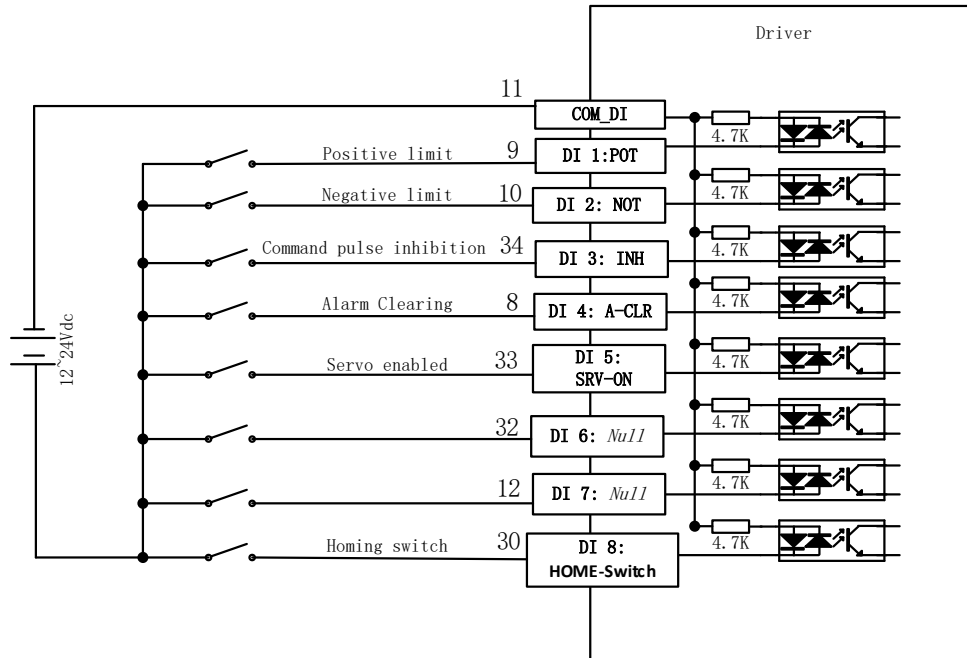 Driver
11
COM_DI
4.7K
Positive limit
9
DI 1:POT
Negative limit
10
DI 2: NOT
4.7K
Command pulse inhibition
34
DI 3: INH
4.7K
Alarm Clearing
8
DI 4: A-CLR
4.7K
12~24Vdc
Servo enabled
33
DI 5:
SRV-ON
4.7K
32
DI 6: Null
4.7K
12
DI 7: Null
4.7K
Homing switch
30
DI 8:
HOME-Switch
4.7K